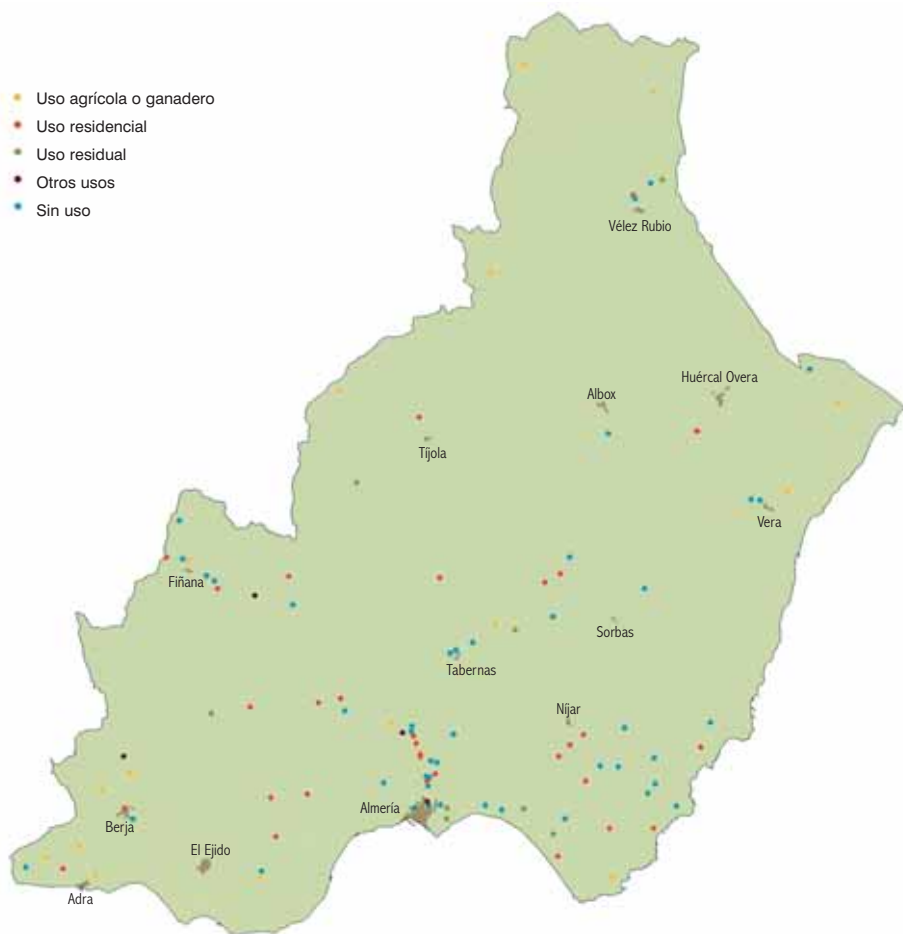 Uso agrícola o ganadero
Uso residencial
Uso residual
Otros usos
Sin uso
Vélez Rubio
Huércal Overa
Albox
Tíjola
Vera
Fiñana
Sorbas
Tabernas
Níjar
Almería
Berja
El Ejido
Adra